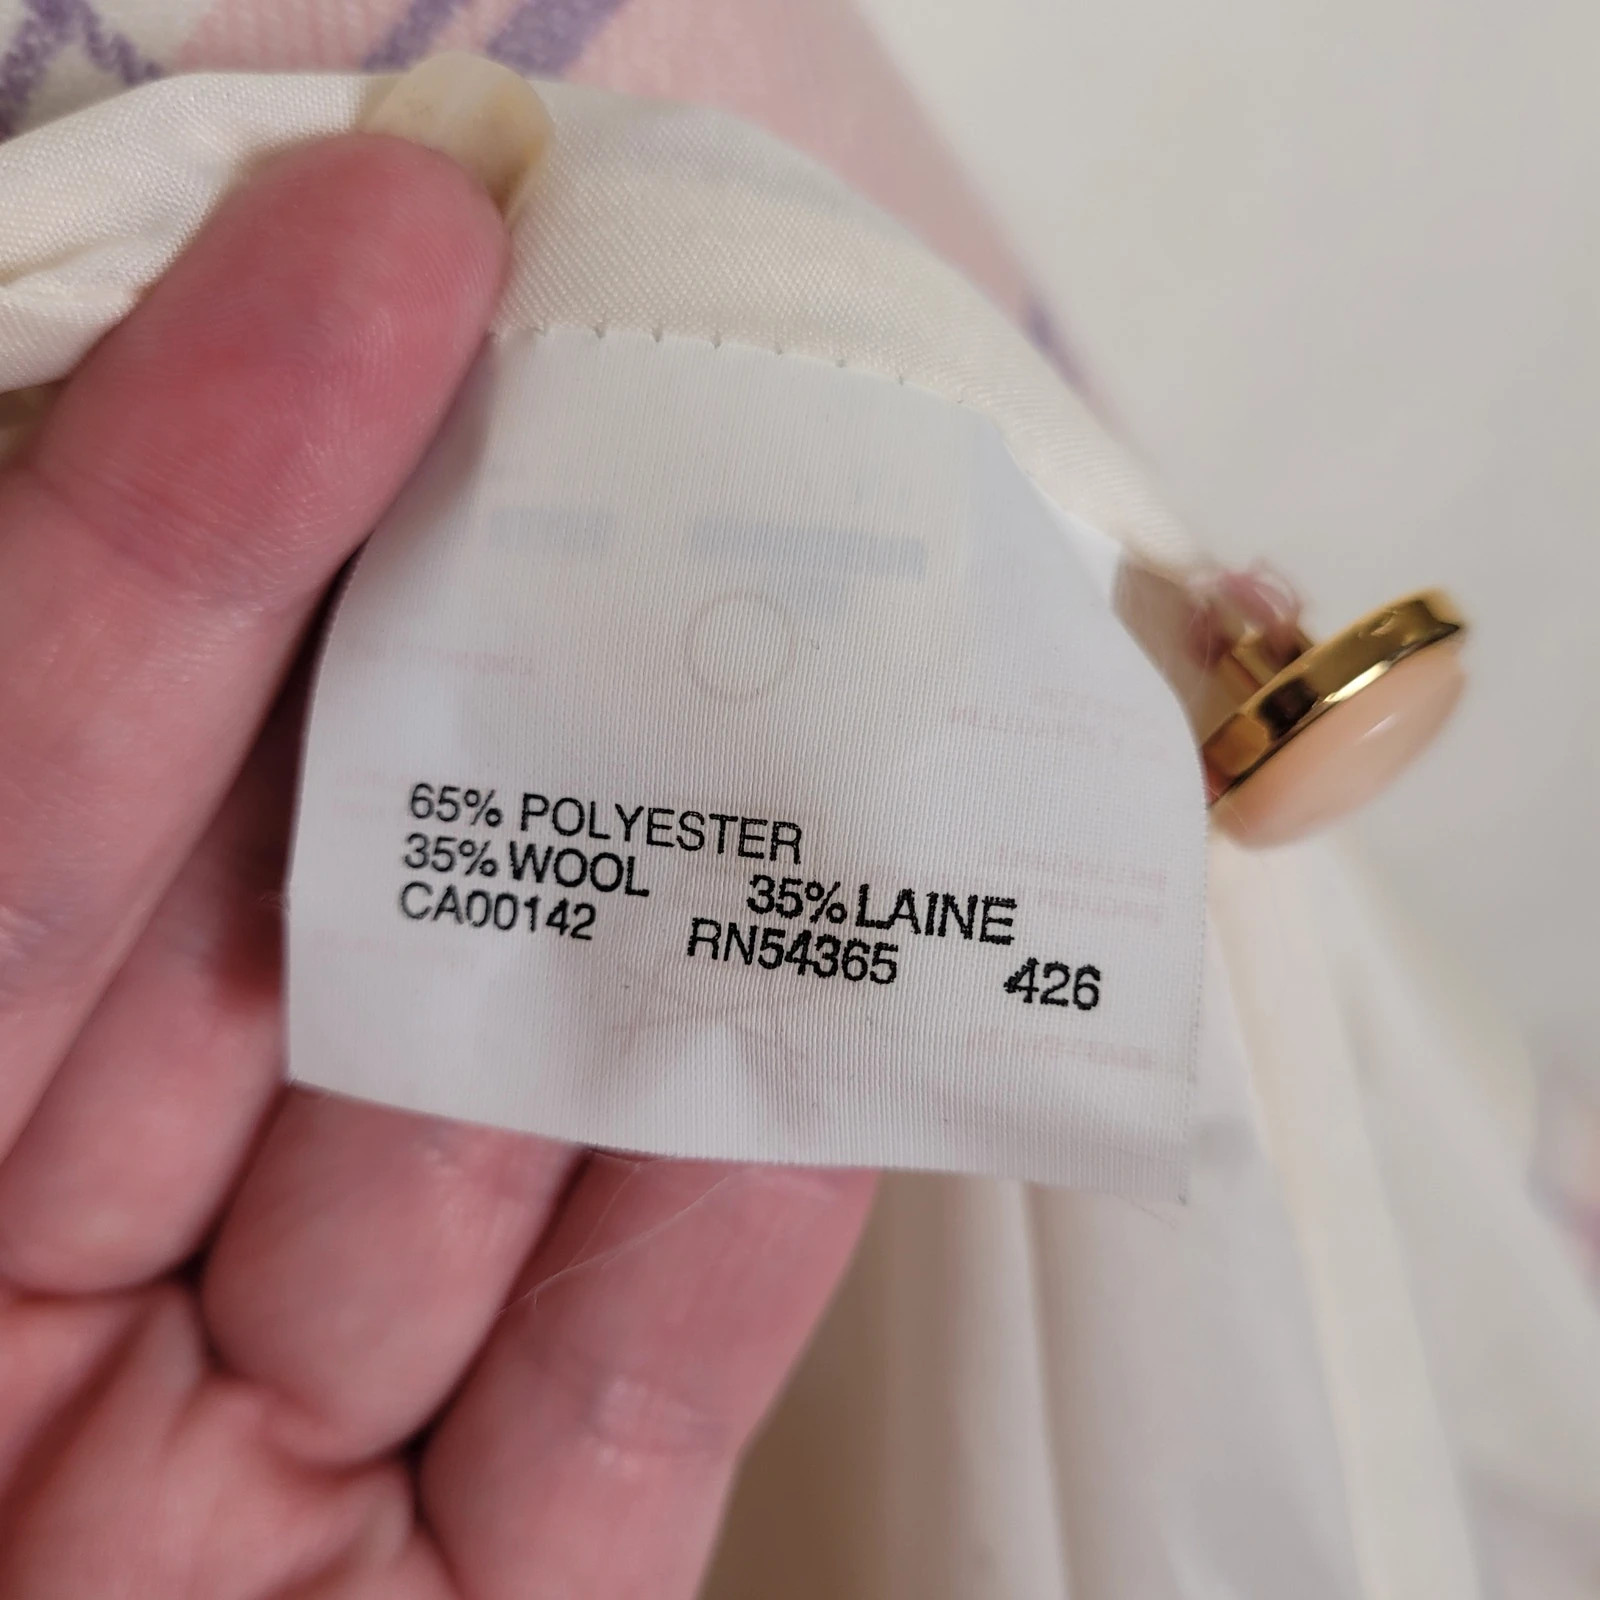 65% POLYESTER
35% WOOL 35% LAINE
CA00142 RN54365 426